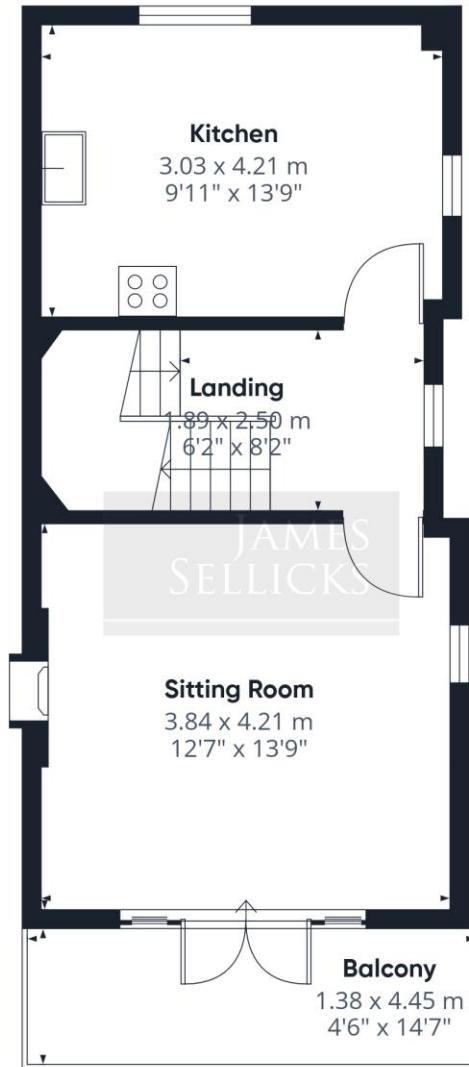 Kitchen
3.03 x 4.21 m
9'11" x 13'9"
Landing
1.89 x 2.50 m
6'2" x 8'2"
JAMES
SELLICKS
Sitting Room
3.84 x 4.21 m
12'7" x 13'9"
Balcony
1.38 x 4.45 m
4'6" x 14'7"